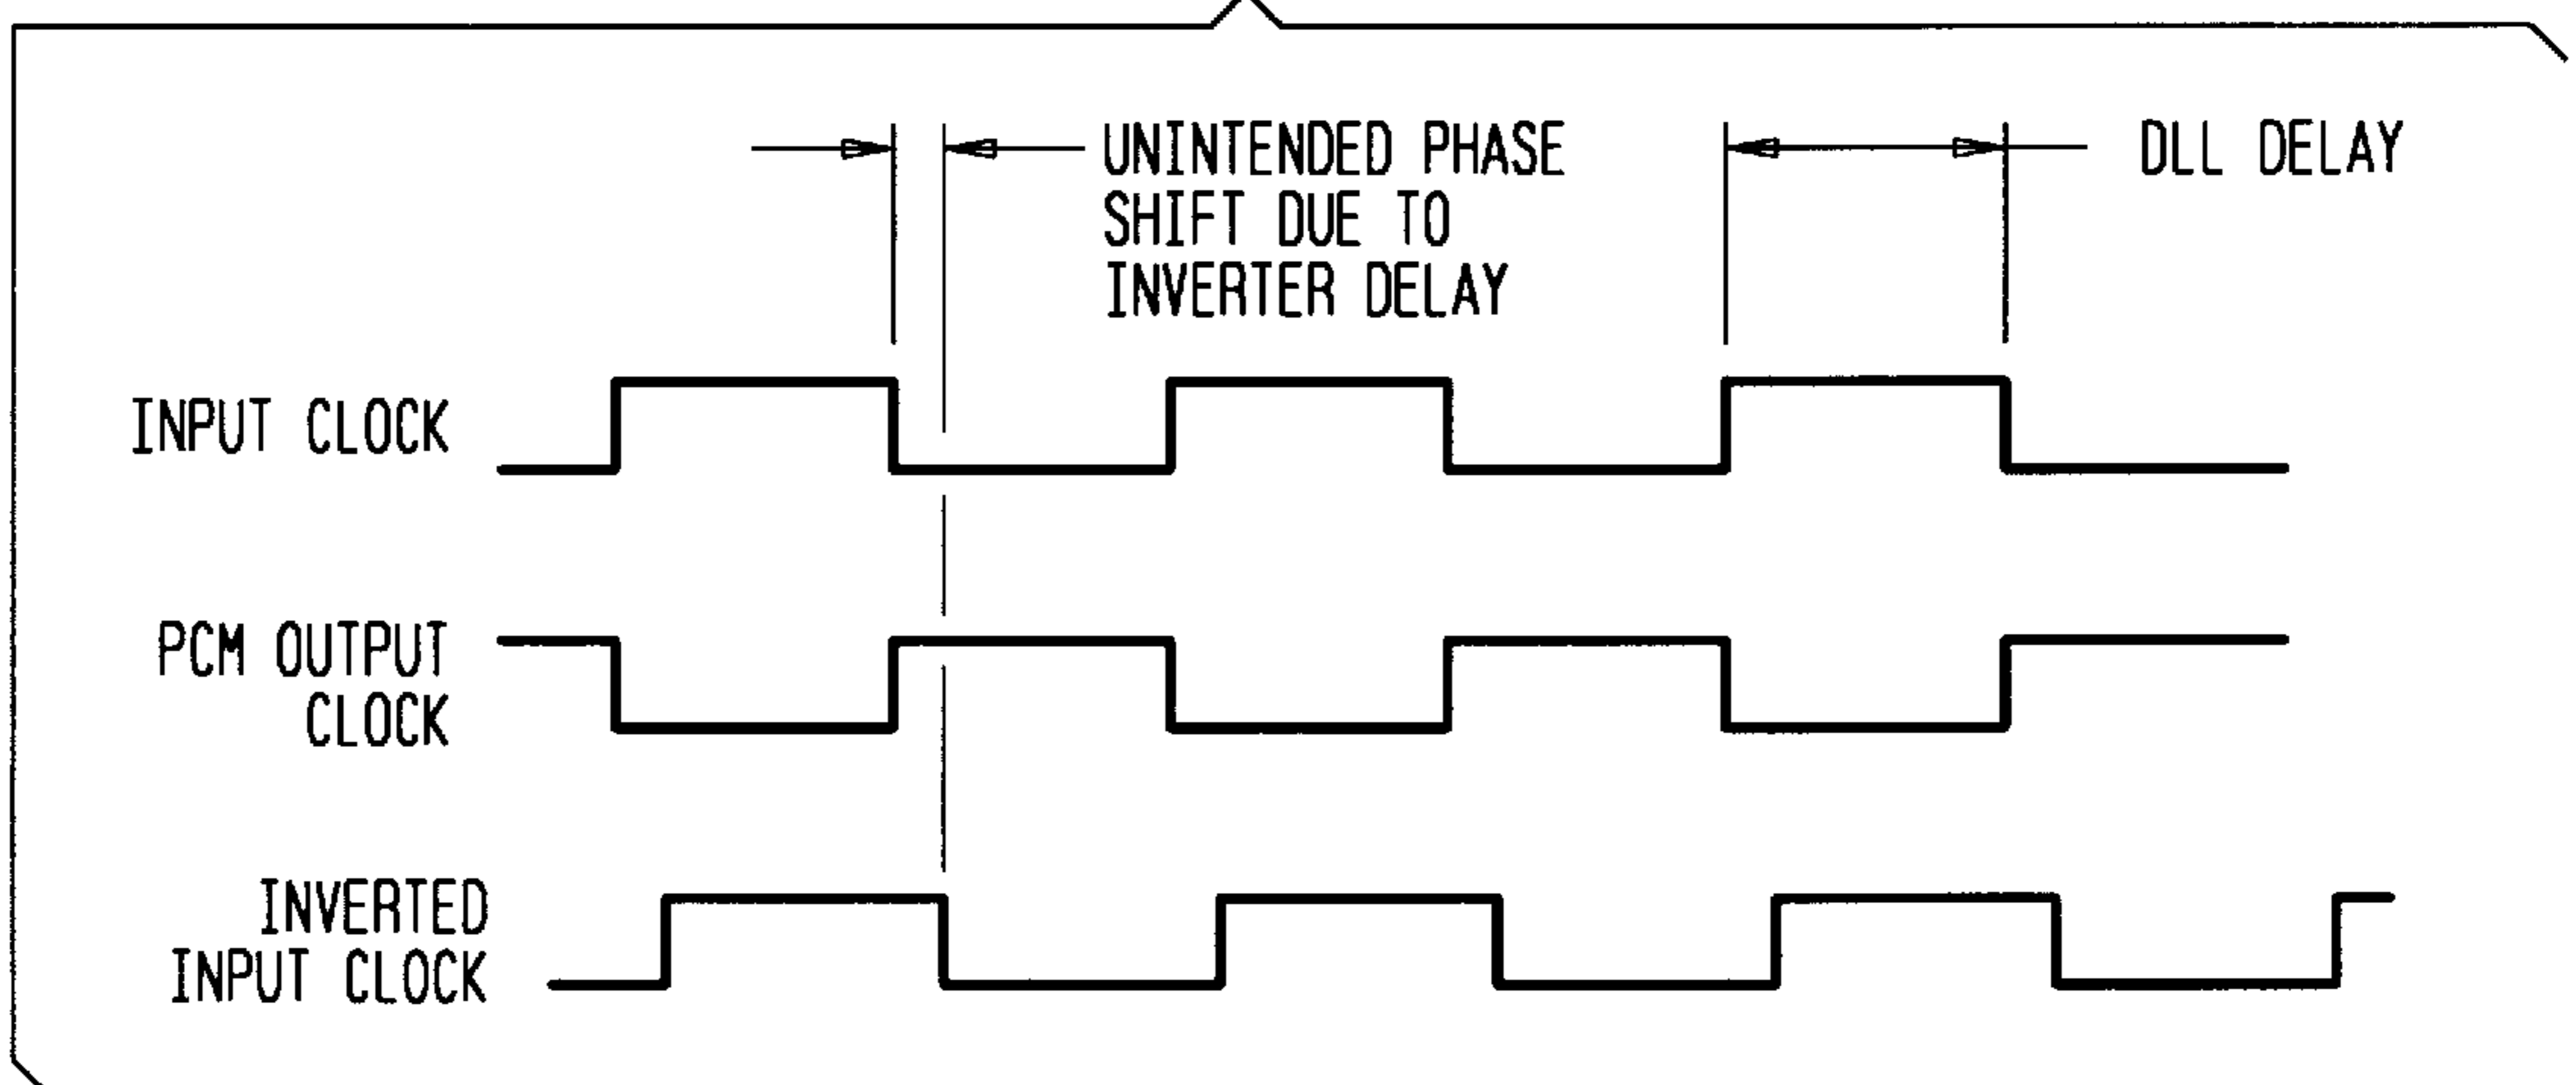 UNINTENDED PHASE
SHIFT DUE TO
INVERTER DELAY
DLL DELAY
INPUT CLOCK
PCM OUTPUT
CLOCK
INVERTED
INPUT CLOCK